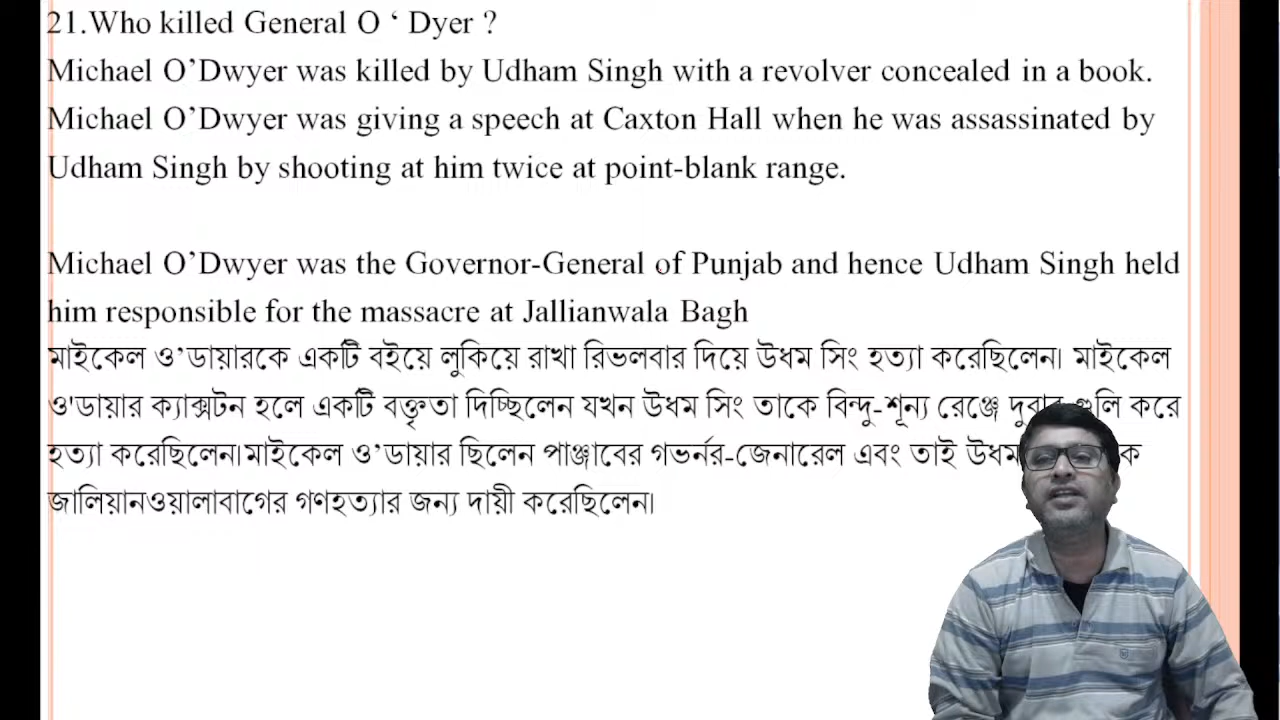 21.Who killed General O ‘ Dyer ?
Michael O’Dwyer was killed by Udham Singh with a revolver concealed in a book.
Michael O’Dwyer was giving a speech at Caxton Hall when he was assassinated by
Udham Singh by shooting at him twice at point-blank range.
Michael O’Dwyer was the Governor-General of Punjab and hence Udham Singh held
him responsible for the massacre at Jallianwala Bagh
মাইকেল ও’ডায়ারকে একটি বইয়ে লুকিয়ে রাখা রিভলবার দিয়ে উধম সিং হত্যা করেছিলেন। মাইকেল
ও'ডায়ার ক্যাক্সটন হলে একটি বক্তৃতা দিচ্ছিলেন যখন উধম সিং তাকে বিন্দু-শূন্য রেঞ্জে দুবার গুলি করে
হত্যা করেছিলেন।মাইকেল ও’ডায়ার ছিলেন পাঞ্জাবের গভর্নর-জেনারেল এবং তাই উধম
জালিয়ানওয়ালাবাগের গণহত্যার জন্য দায়ী করেছিলেন।